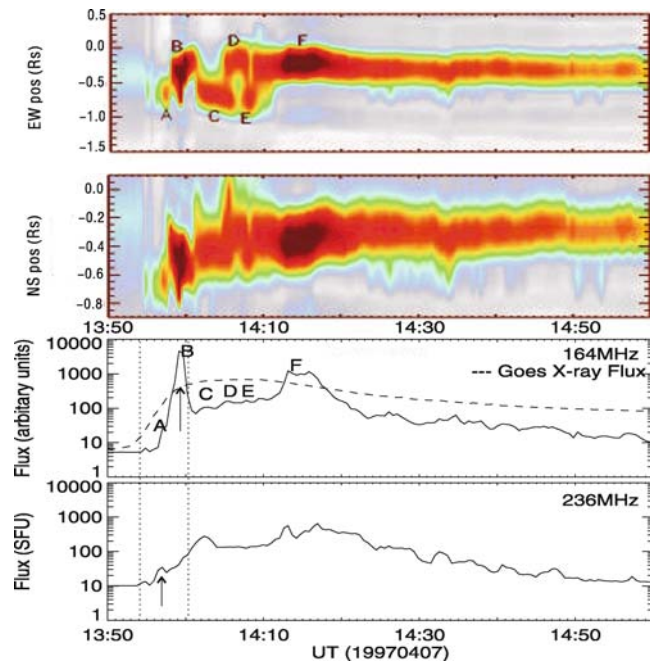 0.5
0.0
-0.5
-1.0
-1.5
EW pos (Rs)
B
D
F
A
C
E
0.0
-0.2
-0.4
-0.6
-0.8
NS pos (Rs)
13:50
14:10
14:30
14:50
10000
1000
100
10
1
Flux (arbitary units)
164MHz
--- Goes X-ray Flux
B
F
C
D
E
A
10000
1000
100
10
1
Flux (SFU)
236MHz
13:50
14:10
14:30
14:50
UT (19970407)